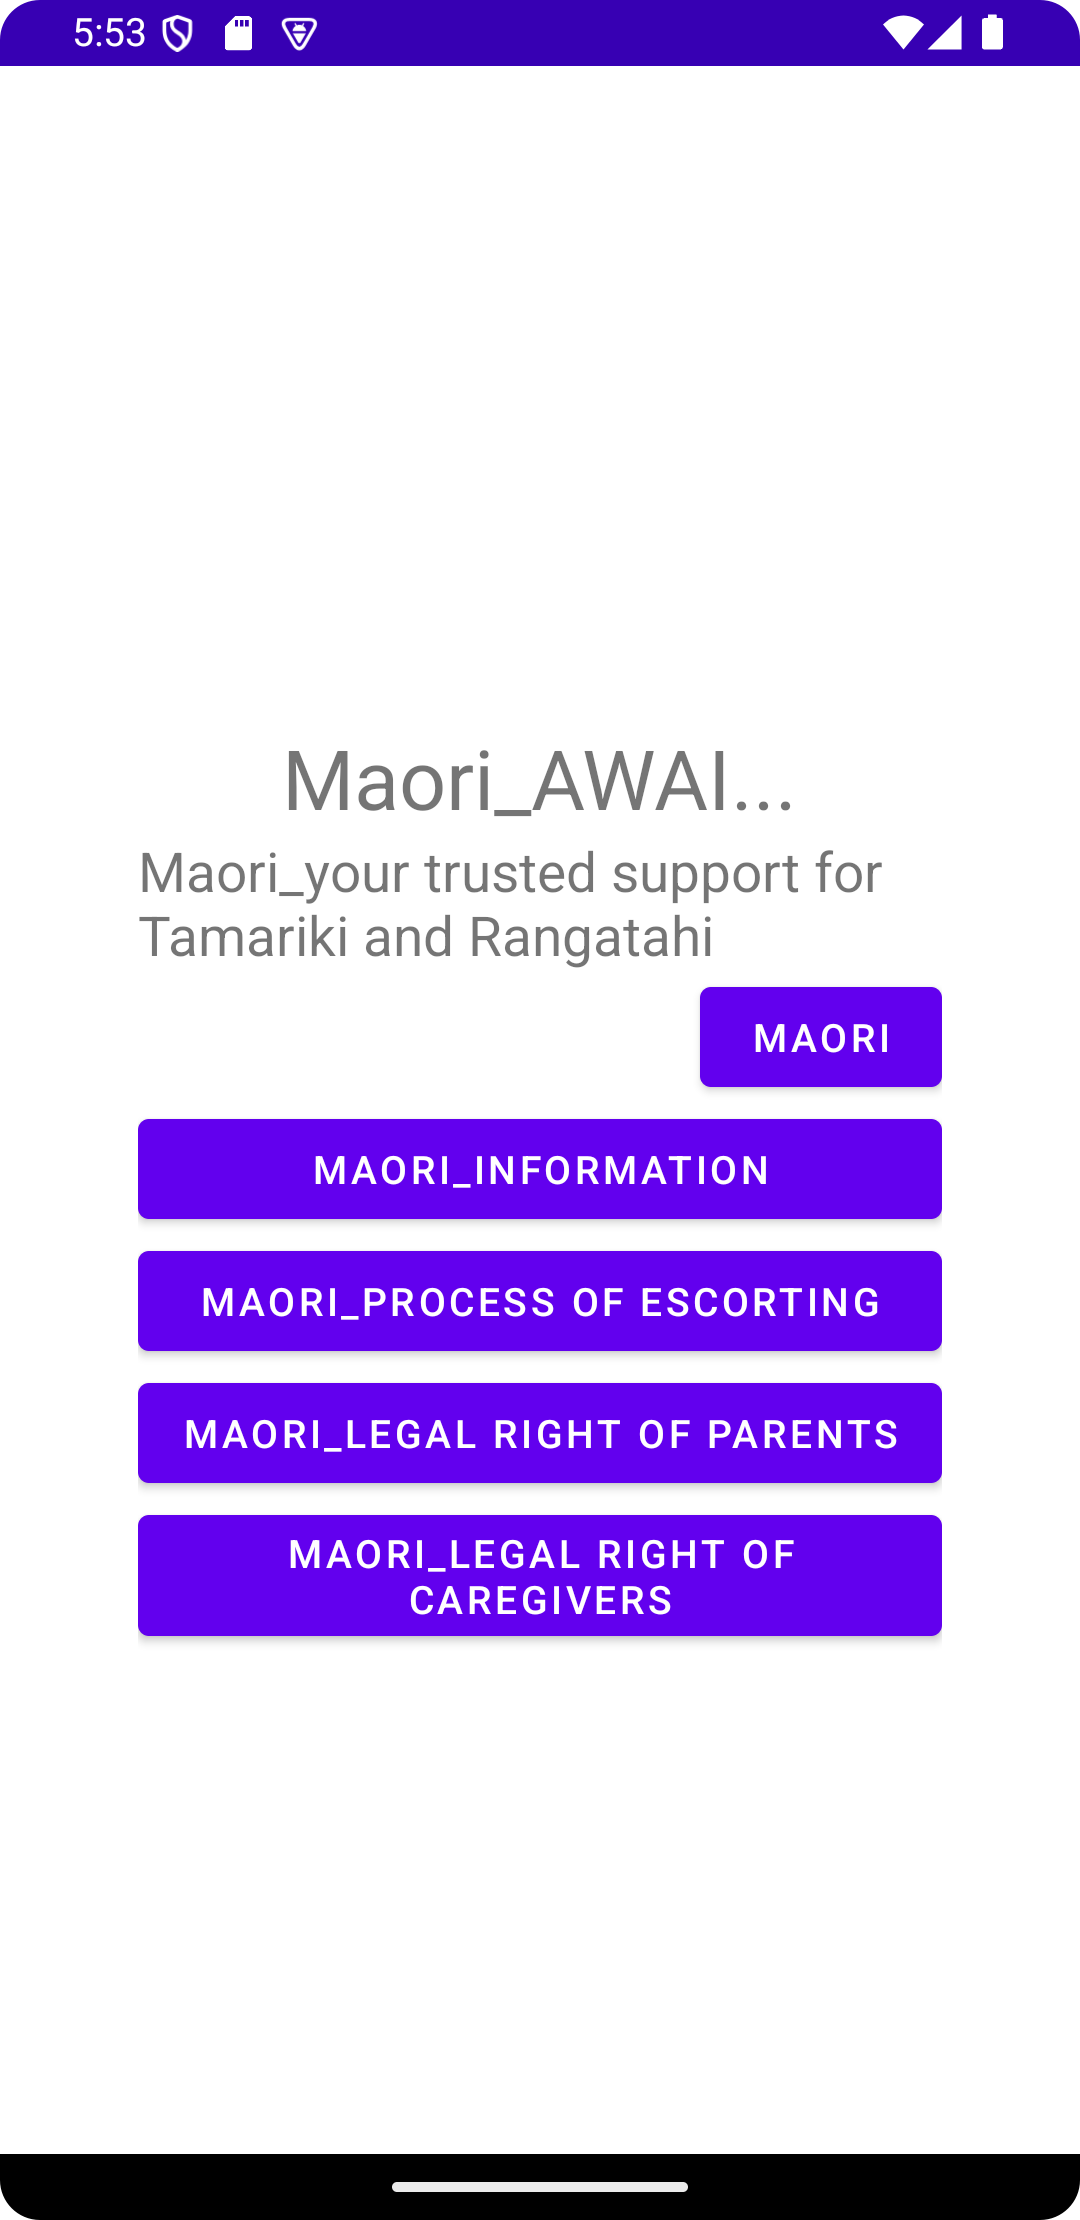 5:53
Maori_AWAI...
Maori_your trusted support for
Tamariki and Rangatahi
MAORI
MAORI_INFORMATION
MAORI_PROCESS OF ESCORTING
MAORI_LEGAL RIGHT OF PARENTS
MAORI_LEGAL RIGHT OF
CAREGIVERS